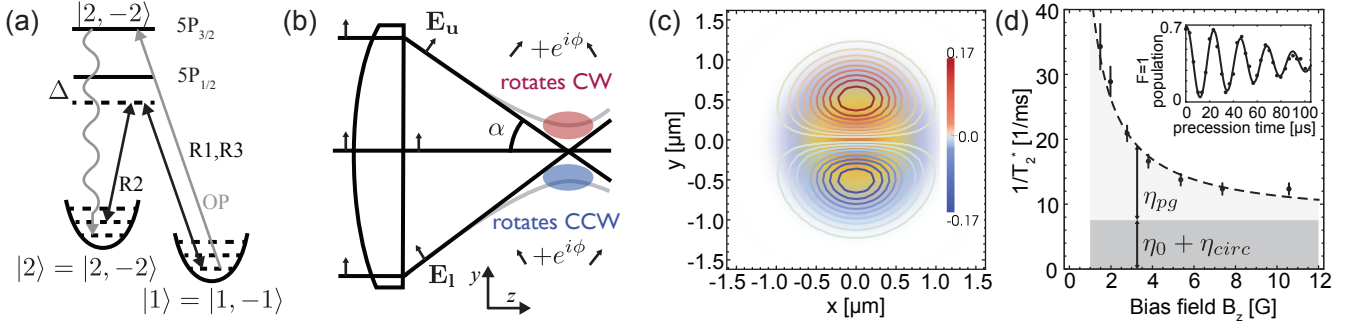 (a)
|2, -2⟩
5P3/2
5P1/2
Δ
R1,R3
R2
OP
|2⟩ = |2, -2⟩
|1⟩ = |1, -1⟩
(b)
Eu
+e^{iϕ}
rotates CW
α
rotates CCW
+e^{iϕ}
El
y
z
(c)
1.5
1.0
0.5
0.0
-0.5
-1.0
-1.5
y [μm]
-1.5 -1.0 -0.5 0.0 0.5 1.0 1.5
x [μm]
0.17
0.0
-0.17
(d)
40
30
20
10
0
1/T2* [1/ms]
0 2 4 6 8 10 12
Bias field Bz [G]
ηpg
η0 + ηcirc
0.7
0
F=1
population
0 20 40 60 80 100
precession time [μs]